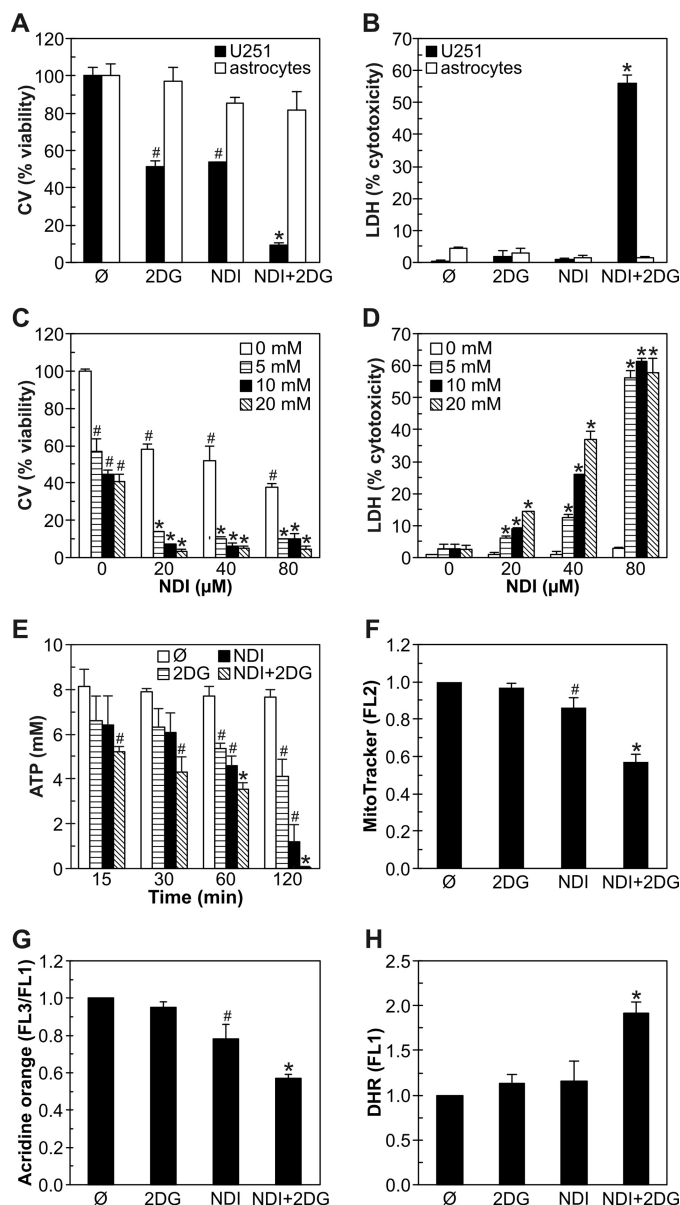 A
CV (% viability)
120
100
80
60
40
20
0
U251
astrocytes
#
#
*
Ø 2DG NDI NDI+2DG
B
LDH (% cytotoxicity)
70
60
50
40
30
20
10
0
U251
astrocytes
*
Ø 2DG NDI NDI+2DG
C
CV (% viability)
120
100
80
60
40
20
0
0 mM
5 mM
10 mM
20 mM
# # #
# * * *
# * * *
# * * *
0 20 40 80
NDI (µM)
D
LDH (% cytotoxicity)
70
60
50
40
30
20
10
0
0 mM
5 mM
10 mM
20 mM
* * *
* * *
* * *
0 20 40 80
NDI (µM)
E
ATP (mM)
10
8
6
4
2
0
Ø NDI
2DG NDI+2DG
#
#
# # *
# # *
15 30 60 120
Time (min)
F
MitoTracker (FL2)
1.2
1.0
0.8
0.6
1.0
1.2
0.0
#
*
Ø 2DG NDI NDI+2DG
G
Acridine orange (FL3/FL1)
1.2
1.0
0.8
0.6
0.4
0.2
0.0
#
*
Ø 2DG NDI NDI+2DG
H
DHR (FL1)
2.5
2.0
1.5
1.0
0.5
0.0
*
Ø 2DG NDI NDI+2DG